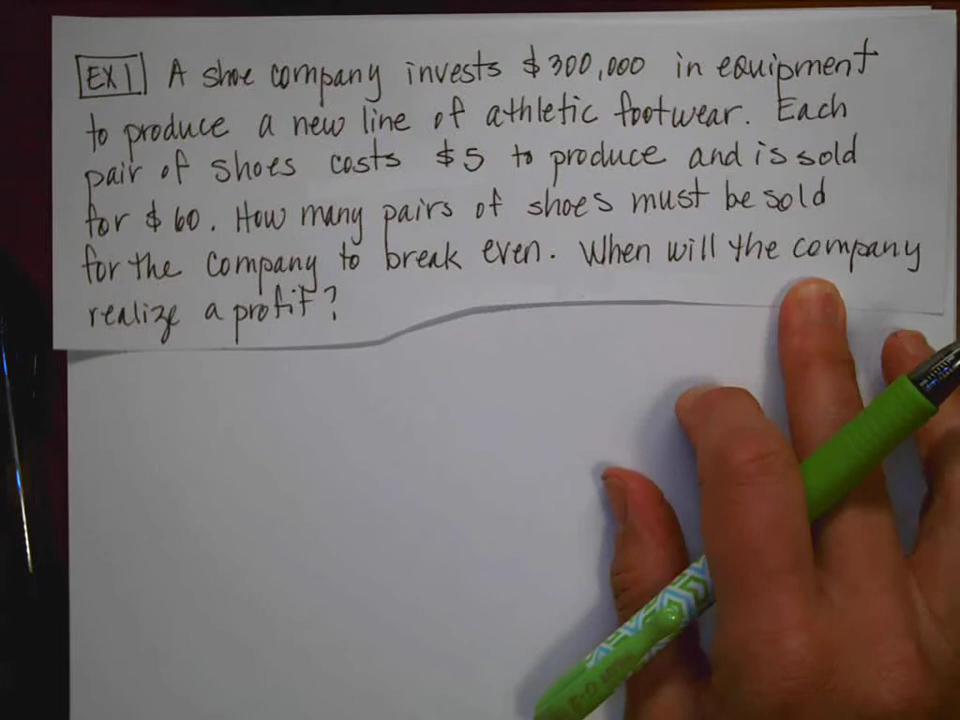 EX 1 A shoe company invests $300,000 in equipment
to produce a new line of athletic footwear. Each
pair of shoes costs $5 to produce and is sold
for $60. How many pairs of shoes must be sold
for the company to break even. When will the company
realize a profit?